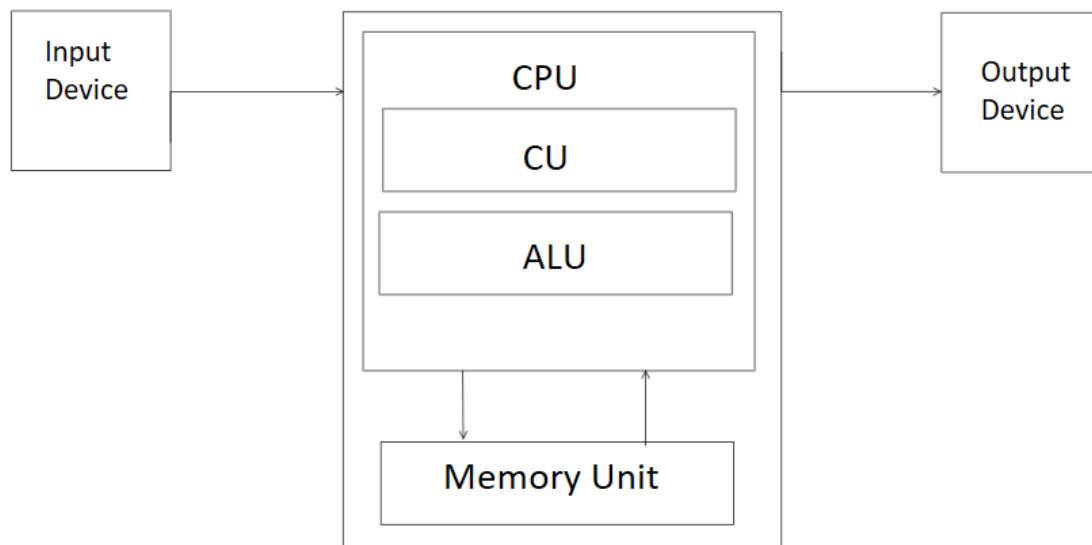 Input
Device
CPU
CU
ALU
Memory Unit
Output
Device